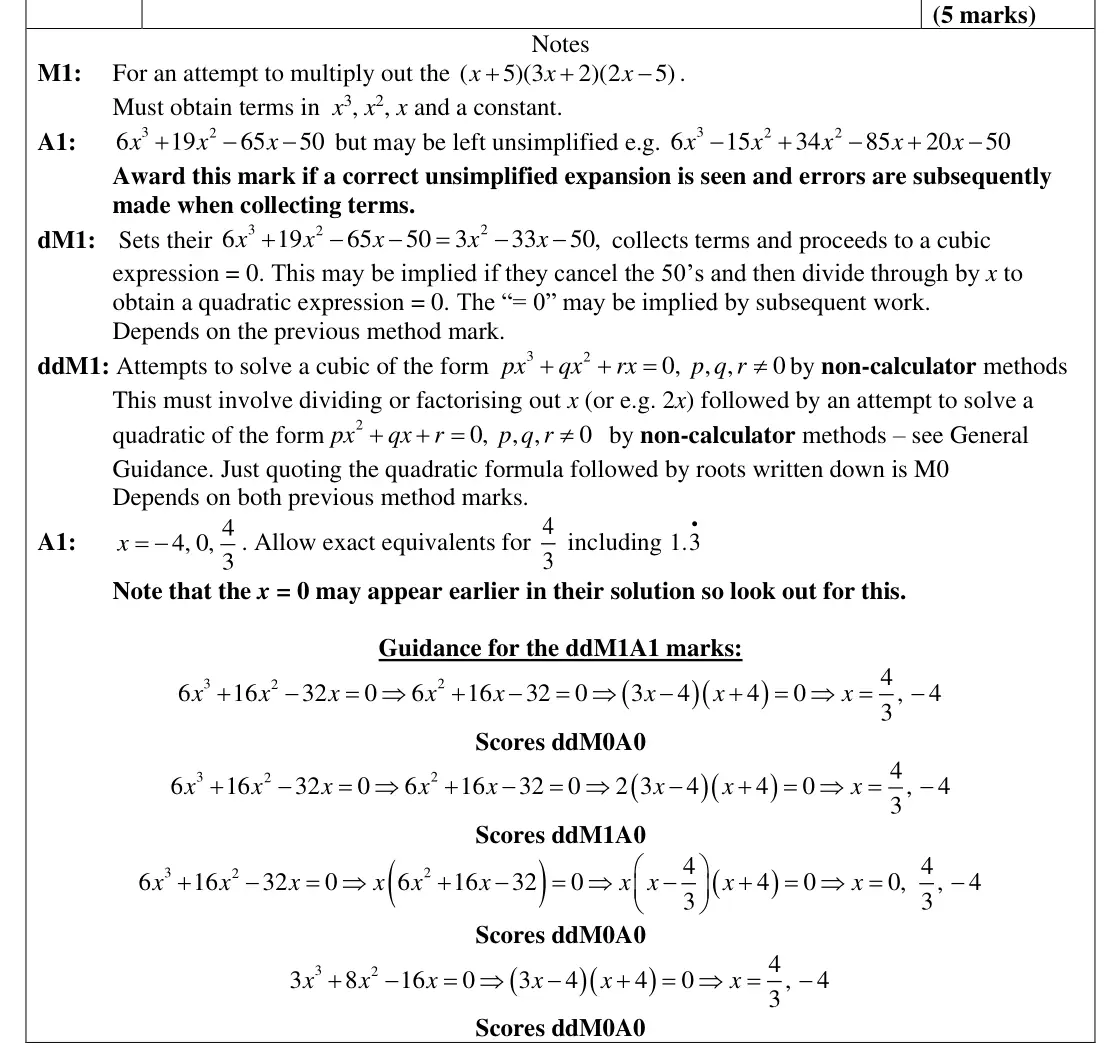 (5 marks)
Notes
M1: For an attempt to multiply out the (x + 5)(3x + 2)(2x − 5).
Must obtain terms in x³, x², x and a constant.
A1: 6x³ + 19x² − 65x − 50 but may be left unsimplified e.g. 6x³ − 15x² + 34x² − 85x + 20x − 50
Award this mark if a correct unsimplified expansion is seen and errors are subsequently
made when collecting terms.
dM1: Sets their 6x³ + 19x² − 65x − 50 = 3x² − 33x − 50, collects terms and proceeds to a cubic
expression = 0. This may be implied if they cancel the 50’s and then divide through by x to
obtain a quadratic expression = 0. The “= 0” may be implied by subsequent work.
Depends on the previous method mark.
ddM1: Attempts to solve a cubic of the form px³ + qx² + rx = 0, p, q, r ≠ 0 by non-calculator methods
This must involve dividing or factorising out x (or e.g. 2x) followed by an attempt to solve a
quadratic of the form px² + qx + r = 0, p, q, r ≠ 0 by non-calculator methods – see General
Guidance. Just quoting the quadratic formula followed by roots written down is M0
Depends on both previous method marks.
A1: x = −4, 0, 4/3. Allow exact equivalents for 4/3 including 1.3̇
Note that the x = 0 may appear earlier in their solution so look out for this.
Guidance for the ddM1A1 marks:
6x³ + 16x² − 32x = 0 ⇒ 6x² + 16x − 32 = 0 ⇒ (3x − 4)(x + 4) = 0 ⇒ x = 4/3, −4
Scores ddM0A0
6x³ + 16x² − 32x = 0 ⇒ 6x² + 16x − 32 = 0 ⇒ 2(3x − 4)(x + 4) = 0 ⇒ x = 4/3, −4
Scores ddM1A0
6x³ + 16x² − 32x = 0 ⇒ x(6x² + 16x − 32) = 0 ⇒ x(x − 4/3)(x + 4) = 0 ⇒ x = 0, 4/3, −4
Scores ddM0A0
3x³ + 8x² − 16x = 0 ⇒ (3x − 4)(x + 4) = 0 ⇒ x = 4/3, −4
Scores ddM0A0